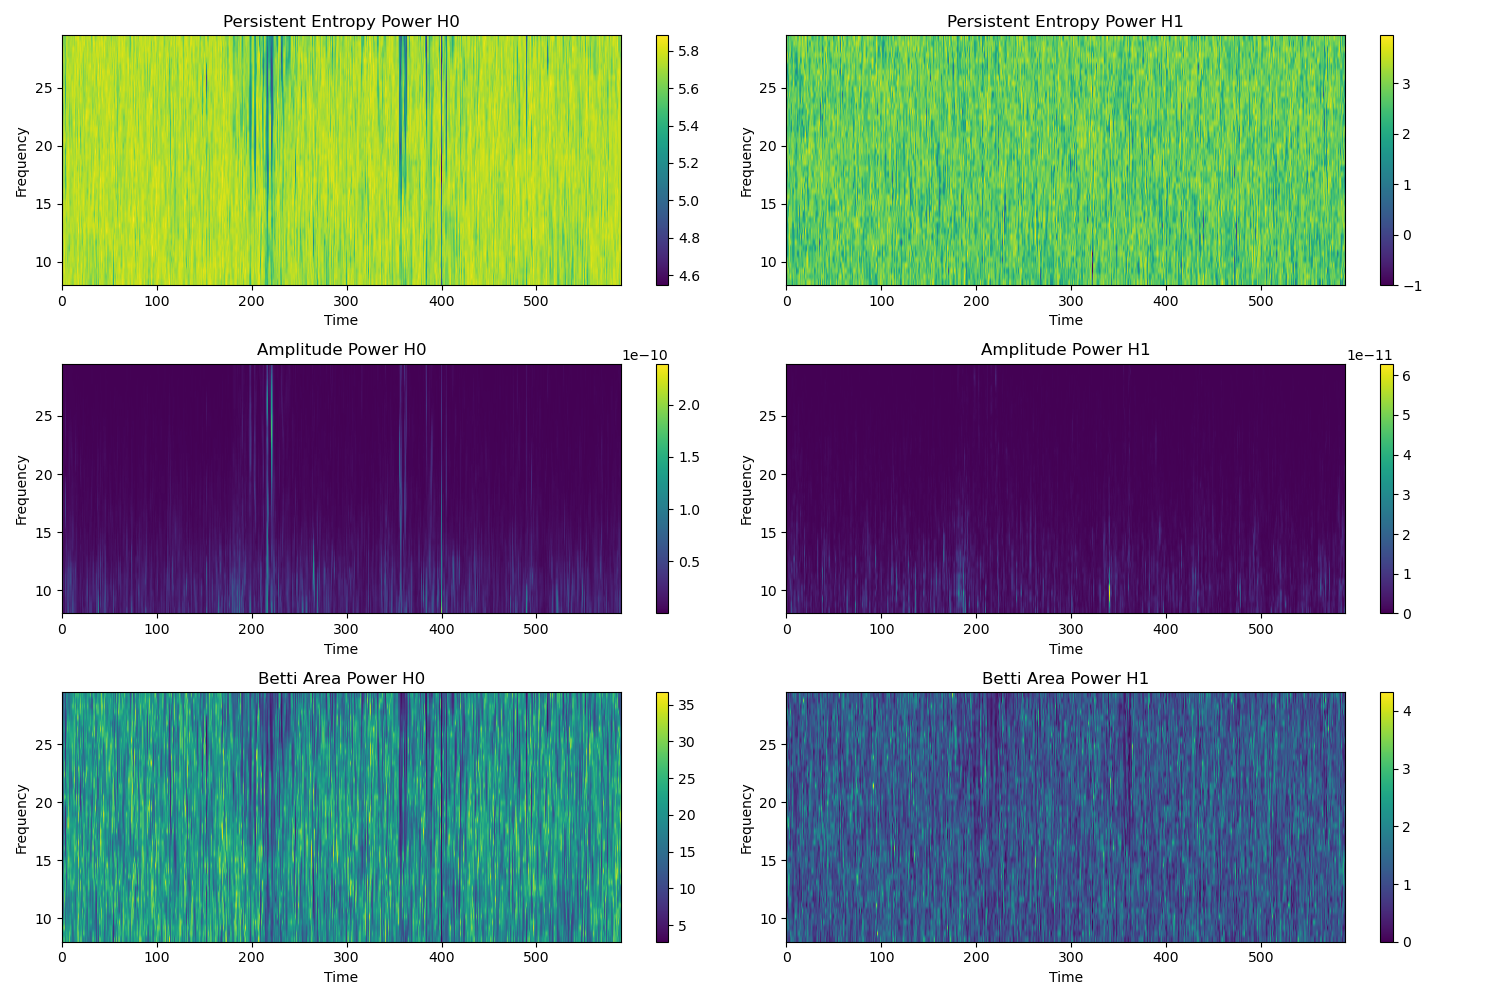 Persistent Entropy Power H0
Frequency
25
20
15
10
0 100 200 300 400 500
Time
5.8
5.6
5.4
5.2
5.0
4.8
4.6
Persistent Entropy Power H1
Frequency
25
20
15
10
0 100 200 300 400 500
Time
3
2
1
0
−1
Amplitude Power H0
1e−10
Frequency
25
20
15
10
0 100 200 300 400 500
Time
2.0
1.5
1.0
0.5
Amplitude Power H1
1e−11
Frequency
25
20
15
10
0 100 200 300 400 500
Time
6
5
4
3
2
1
0
Betti Area Power H0
Frequency
25
20
15
10
0 100 200 300 400 500
Time
35
30
25
20
15
10
5
Betti Area Power H1
Frequency
25
20
15
10
0 100 200 300 400 500
Time
4
3
2
1
0